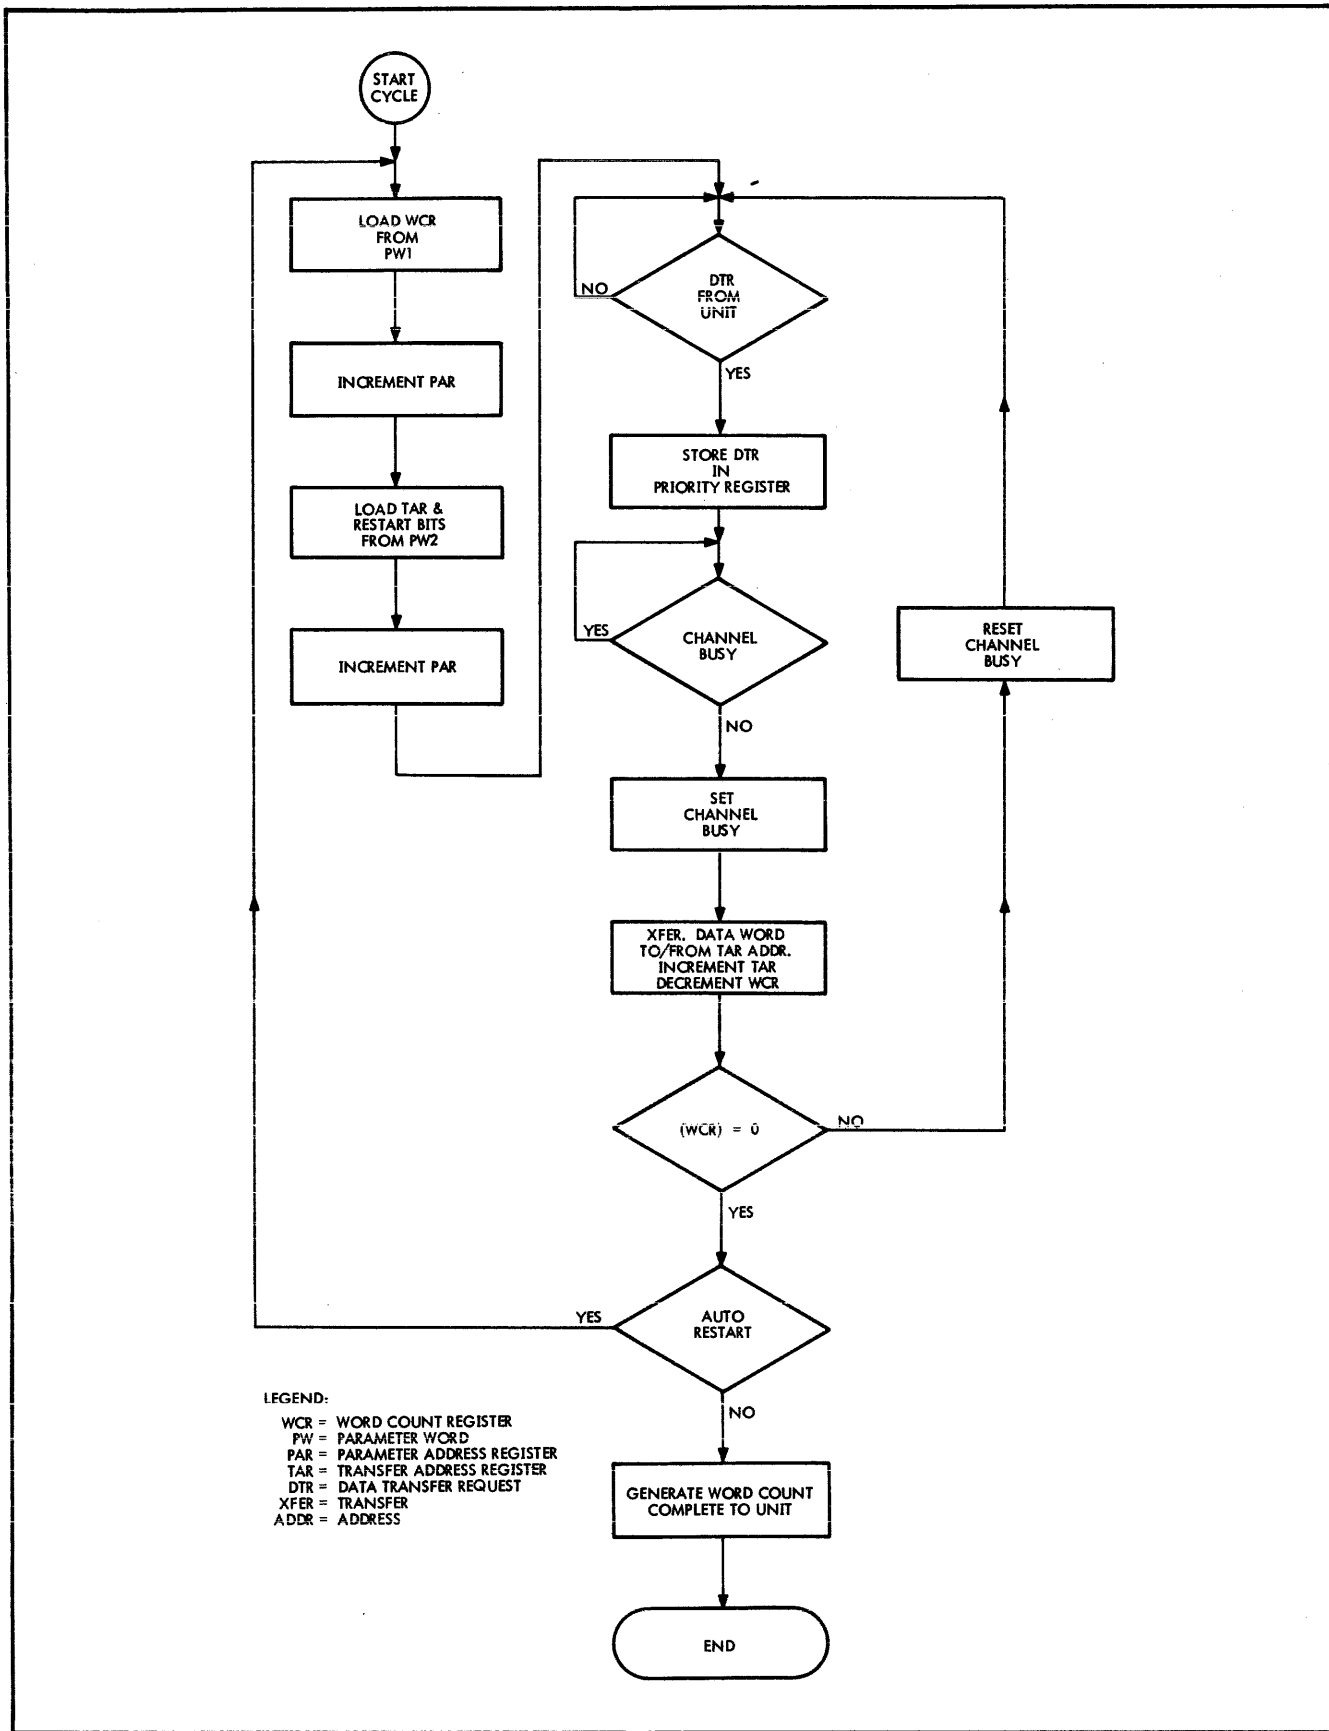 START
CYCLE
LOAD WCR
FROM
PW1
INCREMENT PAR
LOAD TAR &
RESTART BITS
FROM PW2
INCREMENT PAR
DTR
FROM
UNIT
NO
YES
STORE DTR
IN
PRIORITY REGISTER
CHANNEL
BUSY
YES
NO
SET
CHANNEL
BUSY
XFER. DATA WORD
TO/FROM TAR ADDR.
INCREMENT TAR
DECREMENT WCR
(WCR) = 0
NO
RESET
CHANNEL
BUSY
YES
AUTO
RESTART
YES
NO
GENERATE WORD COUNT
COMPLETE TO UNIT
END
LEGEND:
WCR = WORD COUNT REGISTER
PW = PARAMETER WORD
PAR = PARAMETER ADDRESS REGISTER
TAR = TRANSFER ADDRESS REGISTER
DTR = DATA TRANSFER REQUEST
XFER = TRANSFER
ADDR = ADDRESS